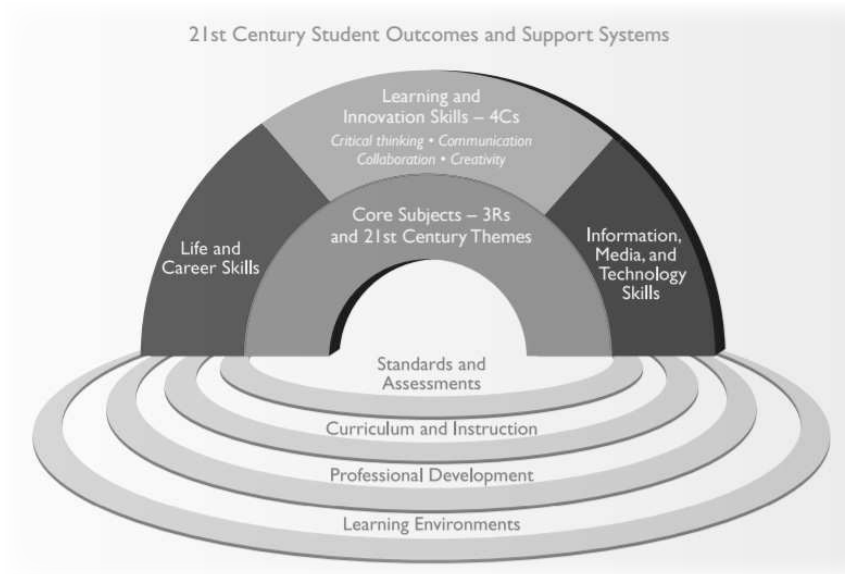 21st Century Student Outcomes and Support Systems
Learning and
Innovation Skills – 4Cs
Critical thinking • Communication
Collaboration • Creativity
Core Subjects – 3Rs
and 21st Century Themes
Life and
Career Skills
Information,
Media, and
Technology
Skills
Standards and
Assessments
Curriculum and Instruction
Professional Development
Learning Environments